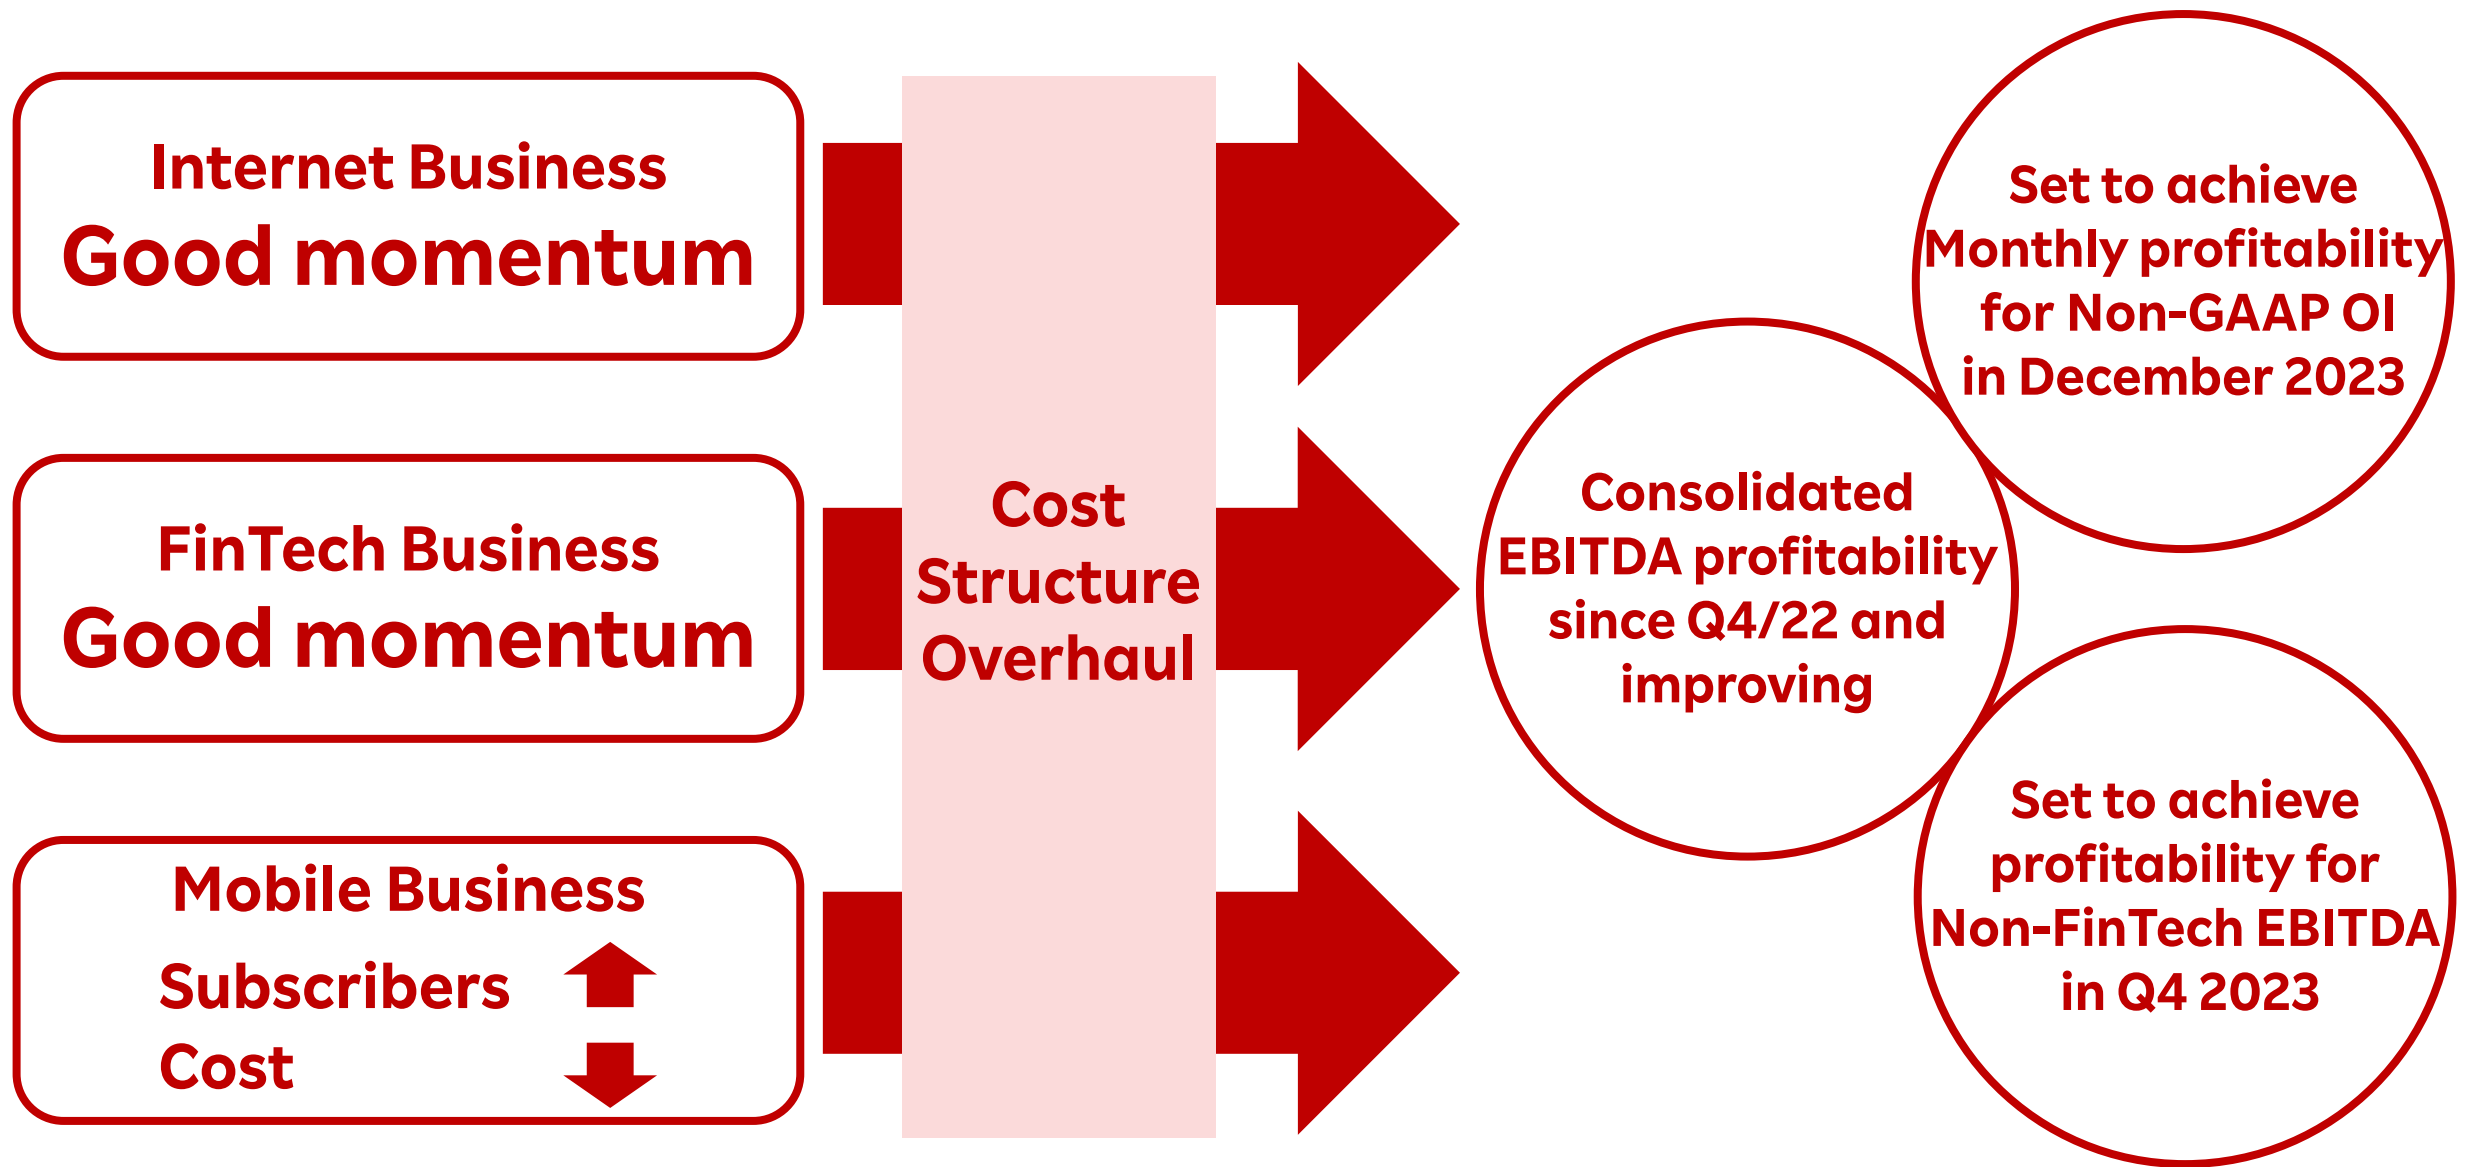 Internet Business
Good momentum
FinTech Business
Good momentum
Mobile Business
Subscribers
Cost
Cost
Structure
Overhaul
Consolidated
EBITDA profitability
since Q4/22 and
improving
Set to achieve
Monthly profitability
for Non-GAAP OI
in December 2023
Set to achieve
profitability for
Non-FinTech EBITDA
in Q4 2023